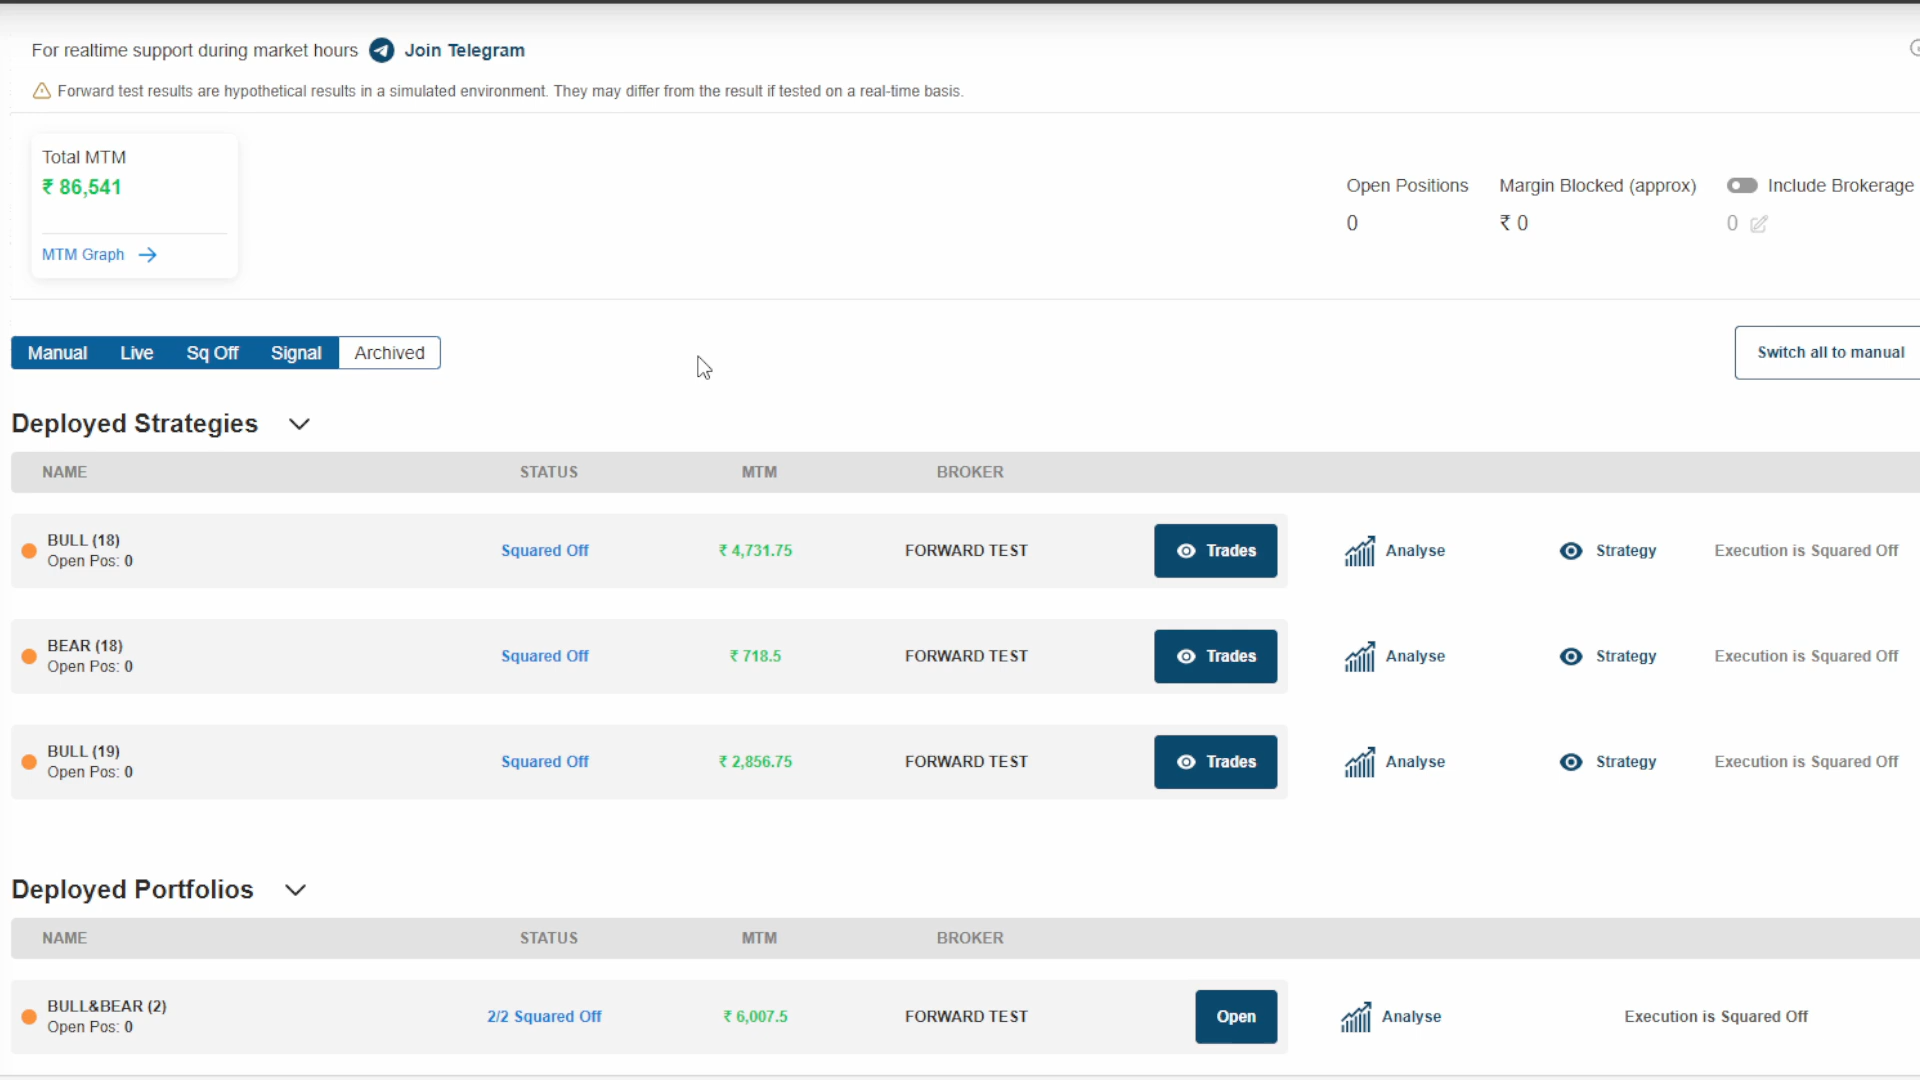 For realtime support during market hours Join Telegram
Forward test results are hypothetical results in a simulated environment. They may differ from the result if tested on a real-time basis.
Total MTM
₹ 86,541
MTM Graph
Open Positions Margin Blocked (approx) Include Brokerage
0 ₹ 0 0
Manual Live Sq Off Signal Archived
Switch all to manual
Deployed Strategies
NAME STATUS MTM BROKER
BULL (18)
Open Pos: 0
Squared Off ₹ 4,731.75 FORWARD TEST Trades Analyse Strategy Execution is Squared Off
BEAR (18)
Open Pos: 0
Squared Off ₹ 718.5 FORWARD TEST Trades Analyse Strategy Execution is Squared Off
BULL (19)
Open Pos: 0
Squared Off ₹ 2,856.75 FORWARD TEST Trades Analyse Strategy Execution is Squared Off
Deployed Portfolios
NAME STATUS MTM BROKER
BULL&BEAR (2)
Open Pos: 0
2/2 Squared Off ₹ 6,007.5 FORWARD TEST Open Analyse Execution is Squared Off